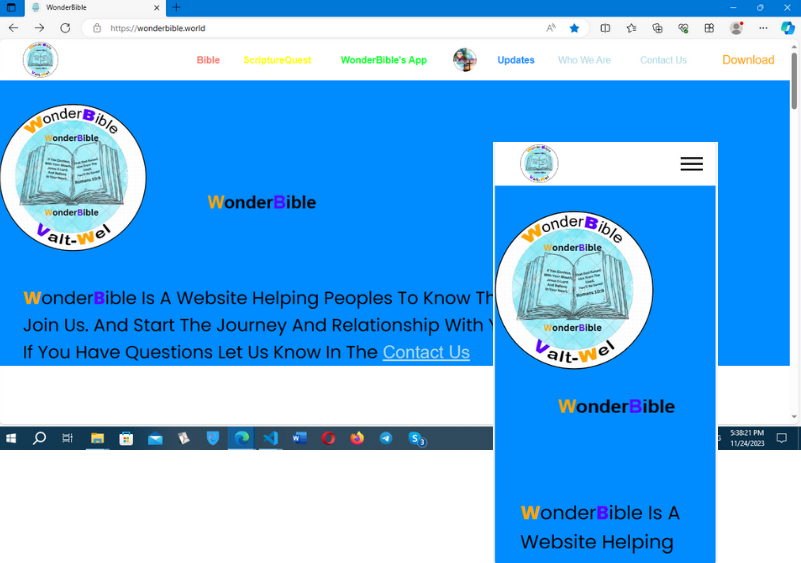 WonderBible
https://wonderbible.world
Bible
ScriptureQuest
WonderBible's App
Updates
Who We Are
Contact Us
Download
WonderBible
WonderBible
WonderBible
Valt-Wel
WonderBible
WonderBible Is A Website Helping Peoples To Know Th
Join Us. And Start The Journey And Relationship With
If You Have Questions Let Us Know In The Contact Us
WonderBible
WonderBible
Romans 10:9
WonderBible
Valt-Wel
WonderBible
WonderBible Is A
Website Helping
5:38:21 PM
11/24/2023